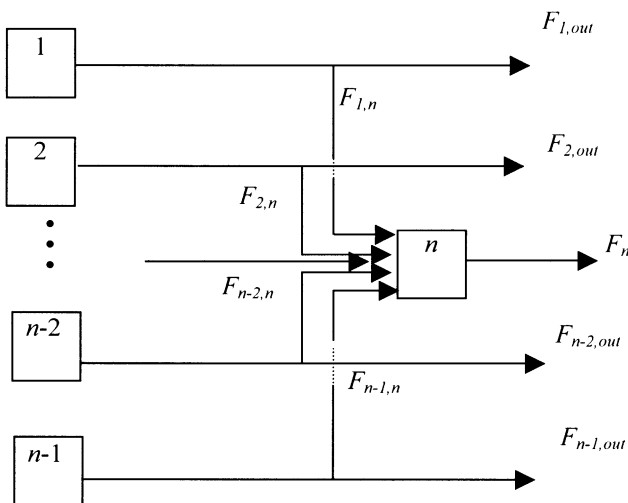 1
F1,out
F1,n
2
F2,out
F2,n
n
Fn
Fn-2,n
n-2
Fn-2,out
Fn-1,n
n-1
Fn-1,out